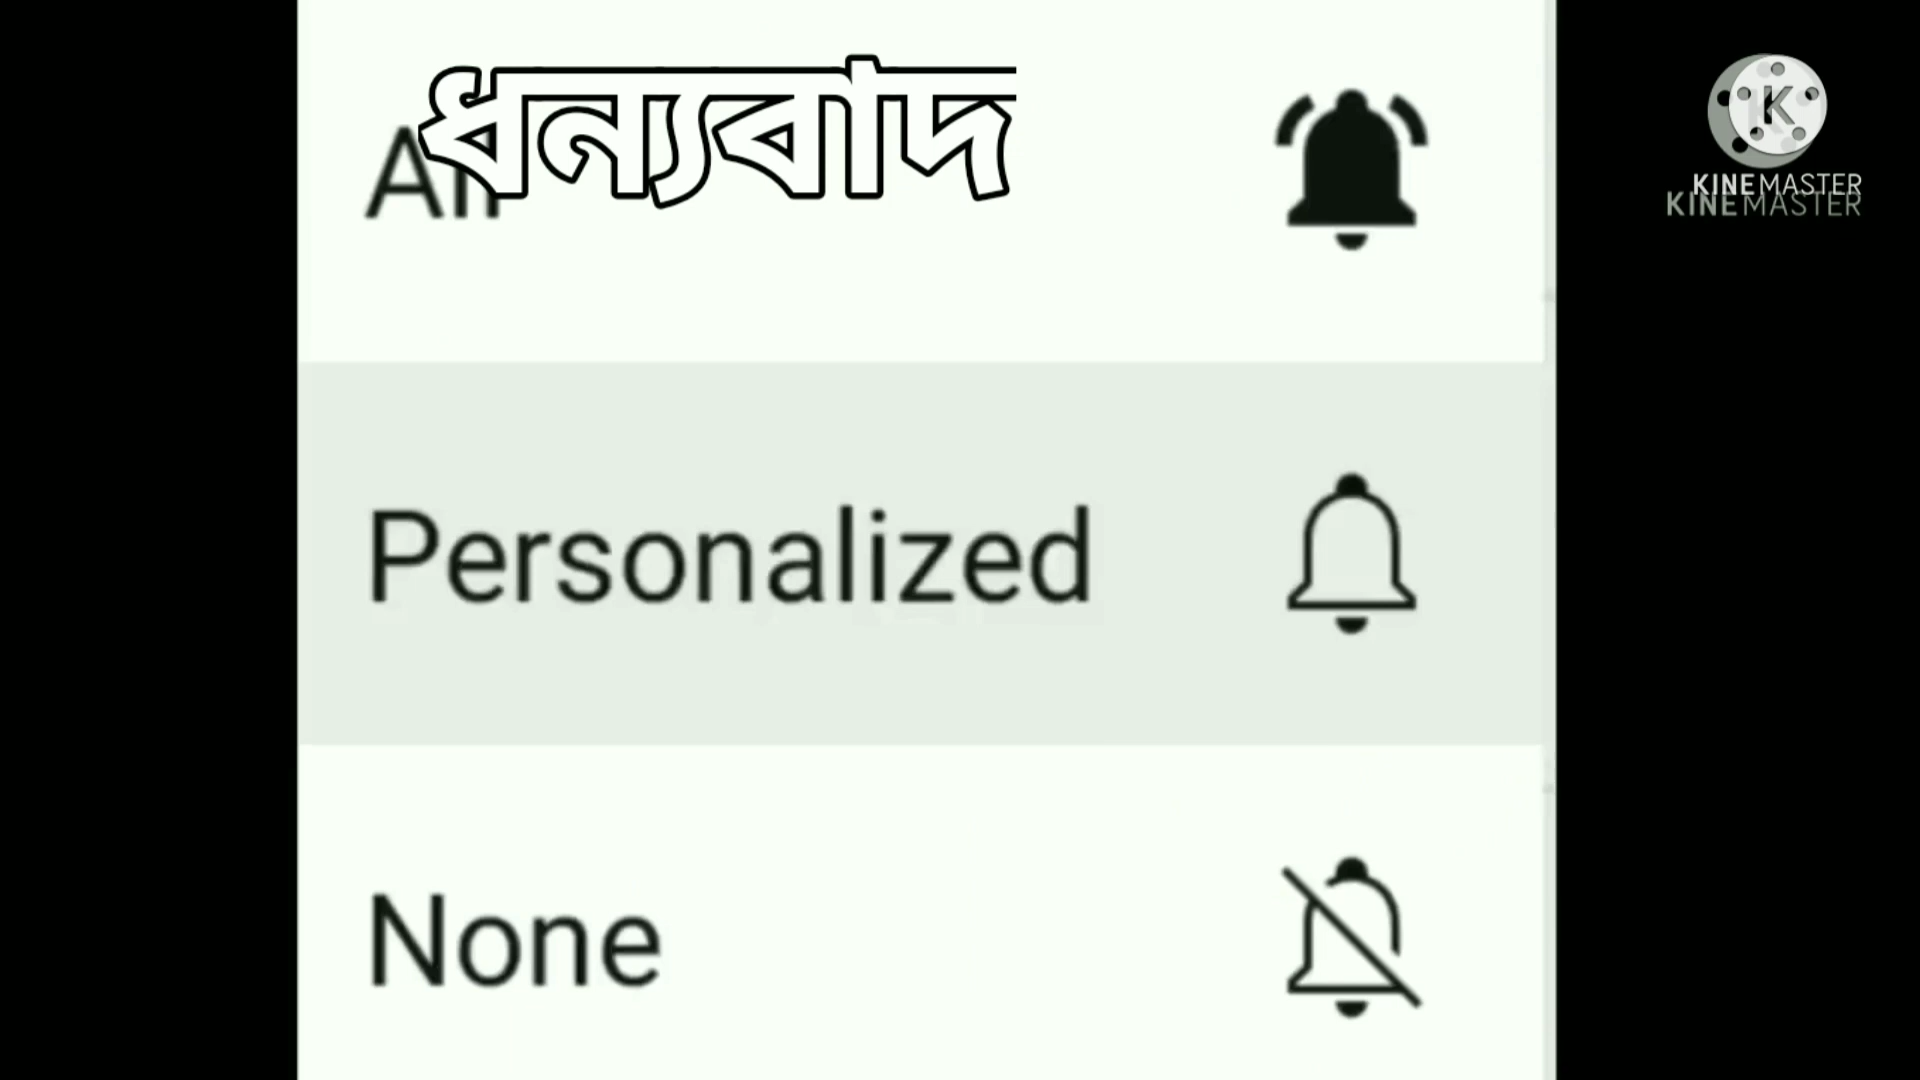 ধন্যবাদ
All
Personalized
None
KINEMASTER
KINEMASTER